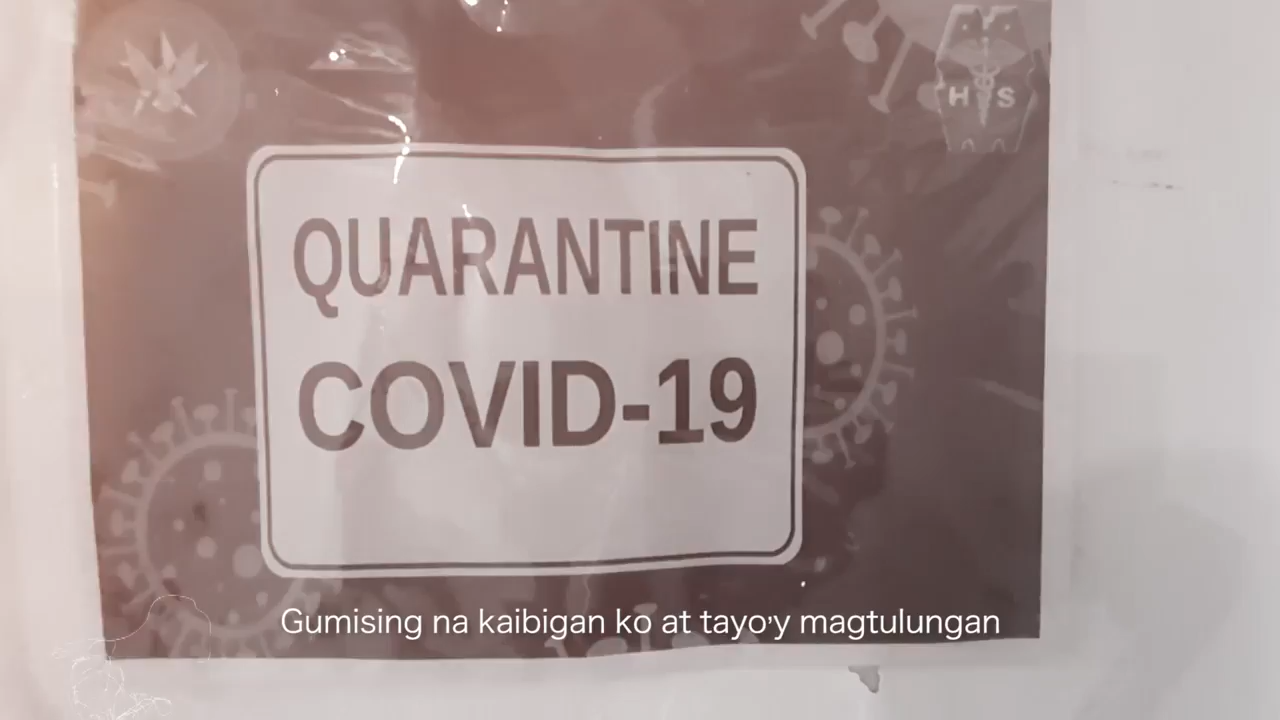 H S
QUARANTINE
COVID-19
Gumising na kaibigan ko at tayo'y magtulungan